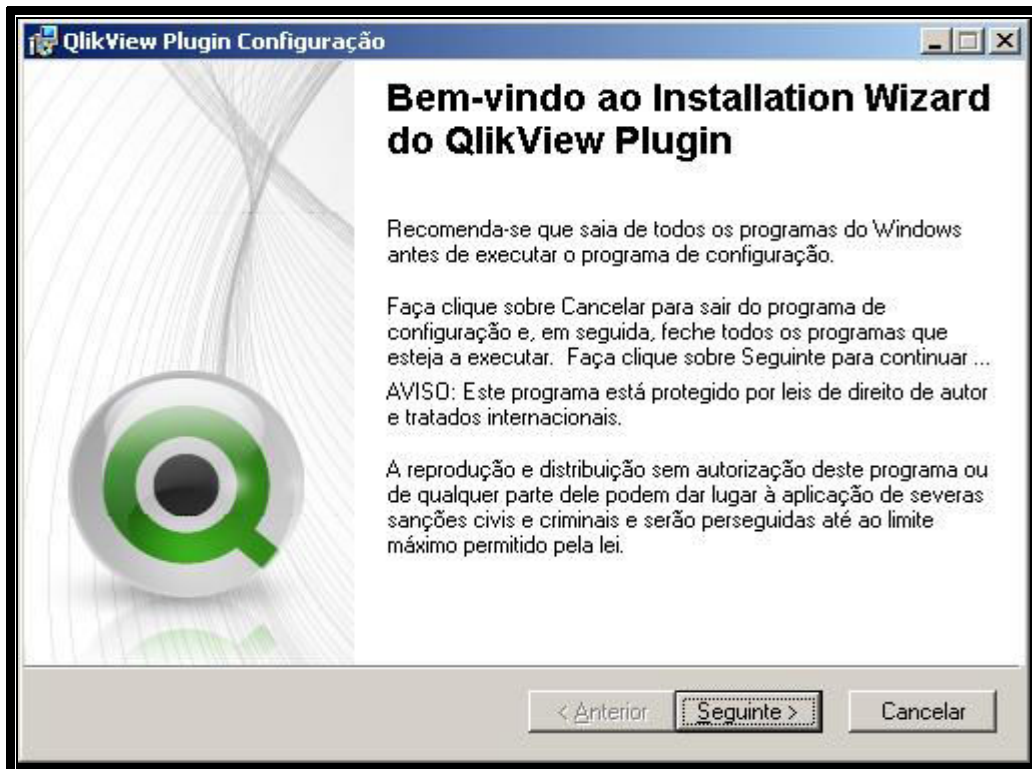 QlikView Plugin Configuração
Bem-vindo ao Installation Wizard
do QlikView Plugin
Recomenda-se que saia de todos os programas do Windows
antes de executar o programa de configuração.
Faça clique sobre Cancelar para sair do programa de
configuração e, em seguida, feche todos os programas que
esteja a executar.  Faça clique sobre Seguinte para continuar ...
AVISO: Este programa está protegido por leis de direito de autor
e tratados internacionais.
A reprodução e distribuição sem autorização deste programa ou
de qualquer parte dele podem dar lugar à aplicação de severas
sanções civis e criminais e serão perseguidas até ao limite
máximo permitido pela lei.
< Anterior
Seguinte >
Cancelar